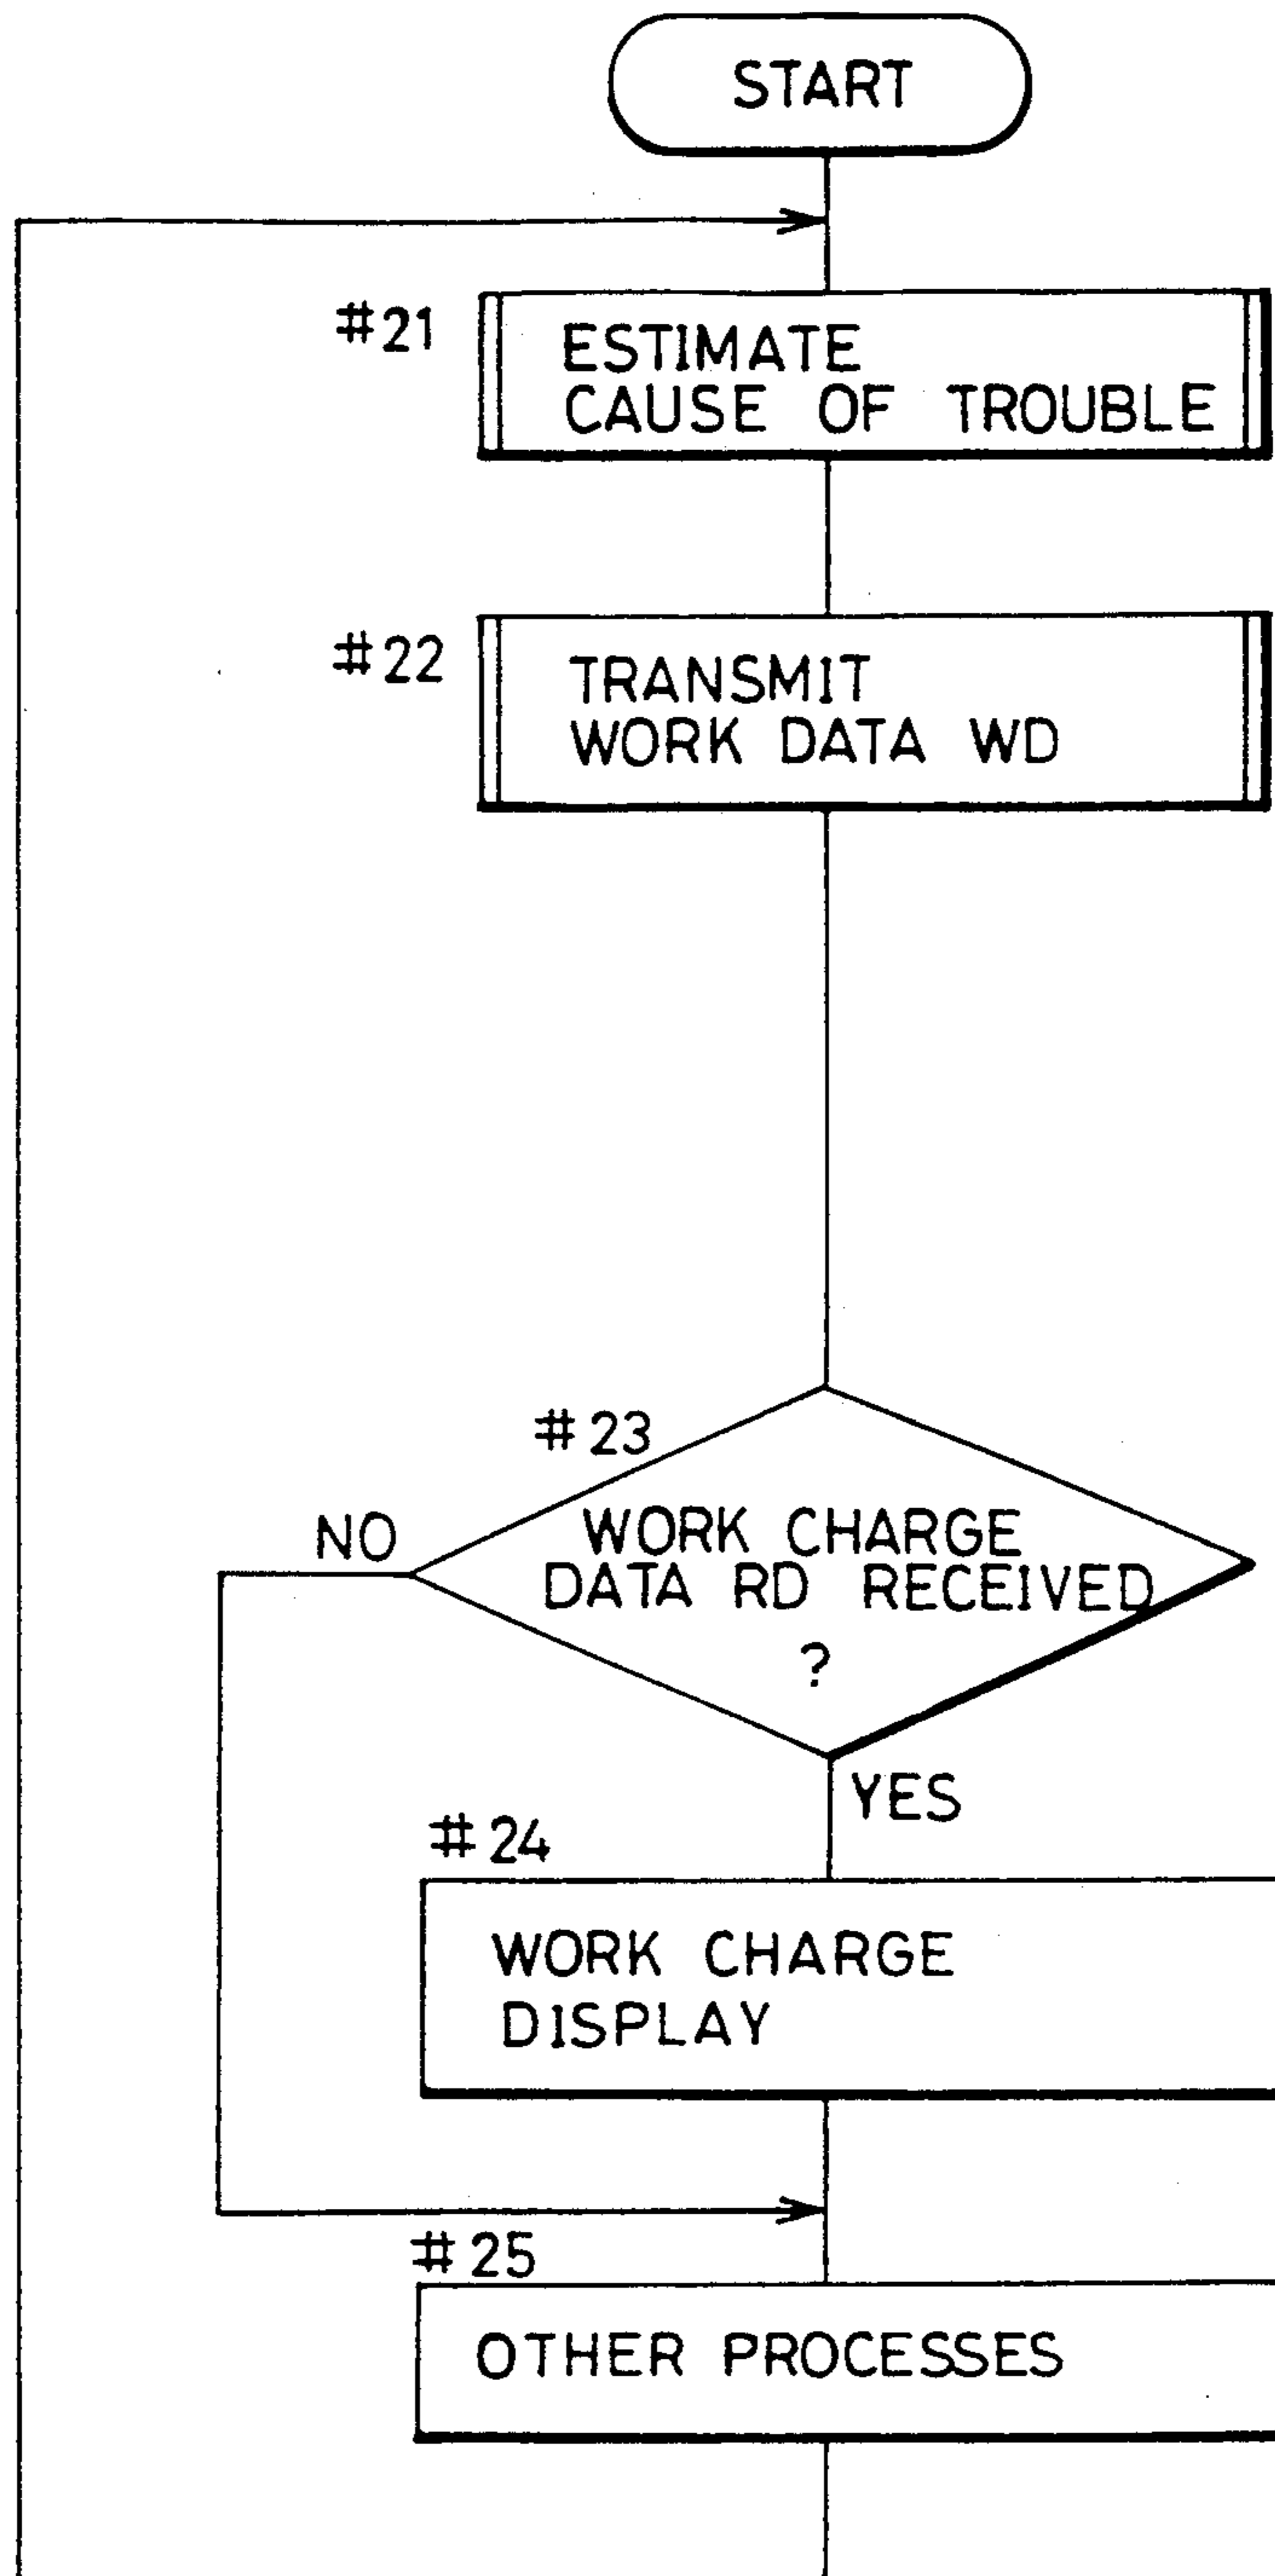 START
#21
ESTIMATE
CAUSE OF TROUBLE
#22
TRANSMIT
WORK DATA WD
#23
NO
WORK CHARGE
DATA RD RECEIVED
?
YES
#24
WORK CHARGE
DISPLAY
#25
OTHER PROCESSES